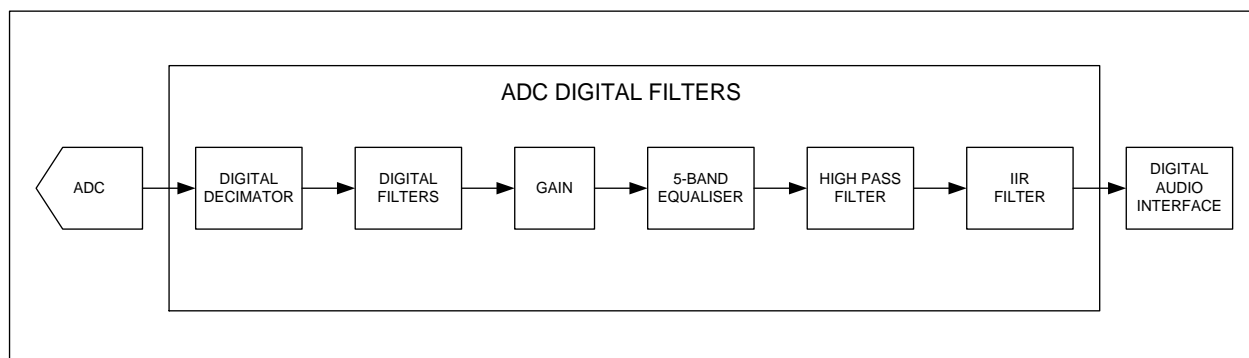 ADC DIGITAL FILTERS
ADC
DIGITAL
DECIMATOR
DIGITAL
FILTERS
GAIN
5-BAND
EQUALISER
HIGH PASS
FILTER
IIR
FILTER
DIGITAL
AUDIO
INTERFACE